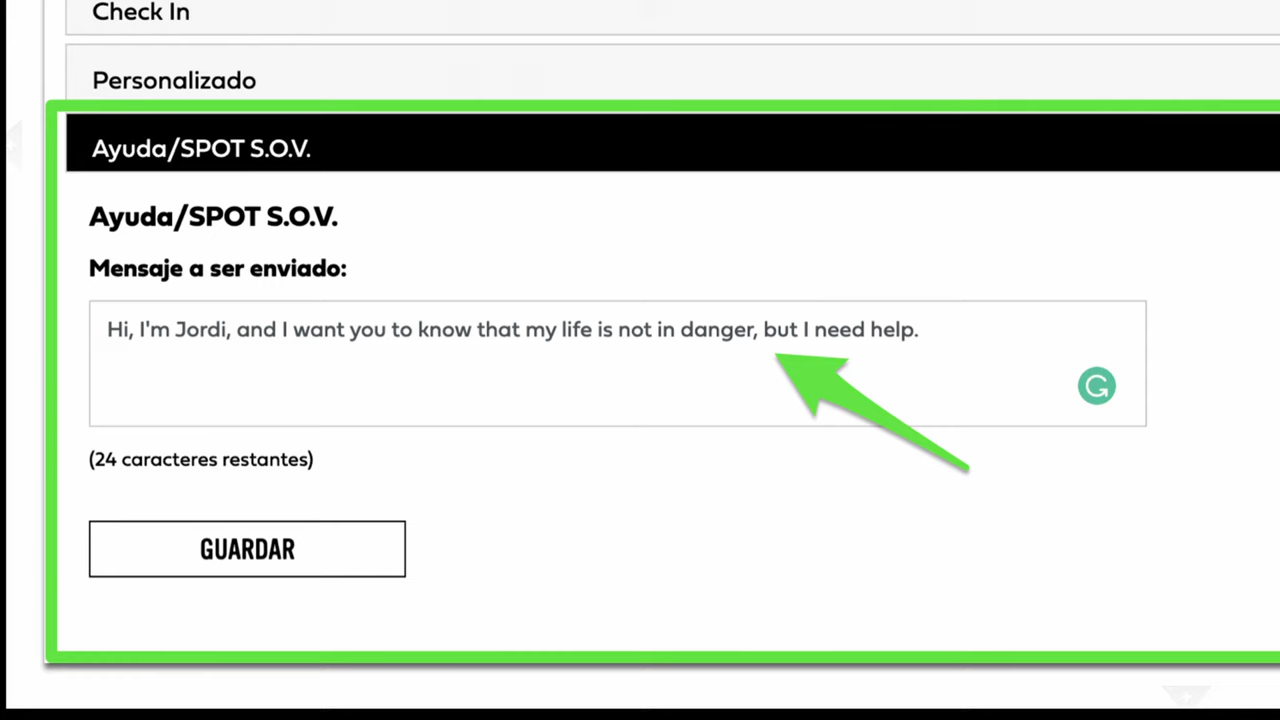 Check In
Personalizado
Ayuda/SPOT S.O.V.
Ayuda/SPOT S.O.V.
Mensaje a ser enviado:
Hi, I'm Jordi, and I want you to know that my life is not in danger, but I need help.
(24 caracteres restantes)
GUARDAR